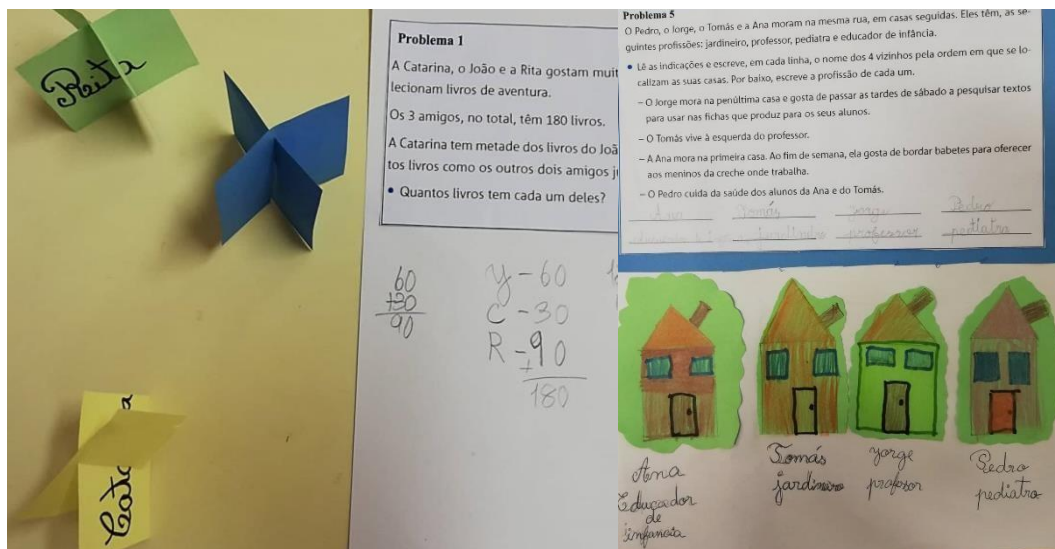 Reita
Cata
a
Problema 1
A Catarina, o João e a Rita gostam muit
lecionam livros de aventura.
Os 3 amigos, no total, têm 180 livros.
A Catarina tem metade dos livros do Joã
tos livros como os outros dois amigos j
• Quantos livros tem cada um deles?
60
+30
90
y - 60
C - 30
R - 90
+
180
Problema 5
O Pedro, o Jorge, o Tomás e a Ana moram na mesma rua, em casas seguidas. Eles têm, as se-
guintes profissões: jardineiro, professor, pediatra e educador de infância.
• Lê as indicações e escreve, em cada linha, o nome dos 4 vizinhos pela ordem em que se lo-
calizam as suas casas. Por baixo, escreve a profissão de cada um.
– O Jorge mora na penúltima casa e gosta de passar as tardes de sábado a pesquisar textos
para usar nas fichas que produz para os seus alunos.
– O Tomás vive à esquerda do professor.
– A Ana mora na primeira casa. Ao fim de semana, ela gosta de bordar babetes para oferecer
aos meninos da creche onde trabalha.
– O Pedro cuida da saúde dos alunos da Ana e do Tomás.
Ana Tomás Jorge Pedro
jardineiro professor pediatra
Ana
Educador
de
infancia
Tomás
jardineiro
yorge
profesor
Pedro
pediatra